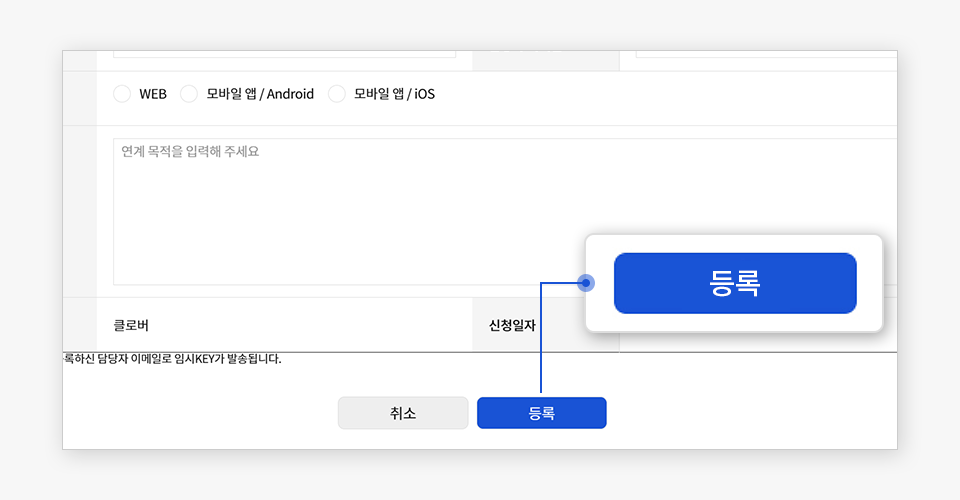 WEB 모바일 앱 / Android 모바일 앱 / iOS
연계 목적을 입력해 주세요
등록
클로버 신청일자
록하신 담당자 이메일로 임시KEY가 발송됩니다.
취소 등록